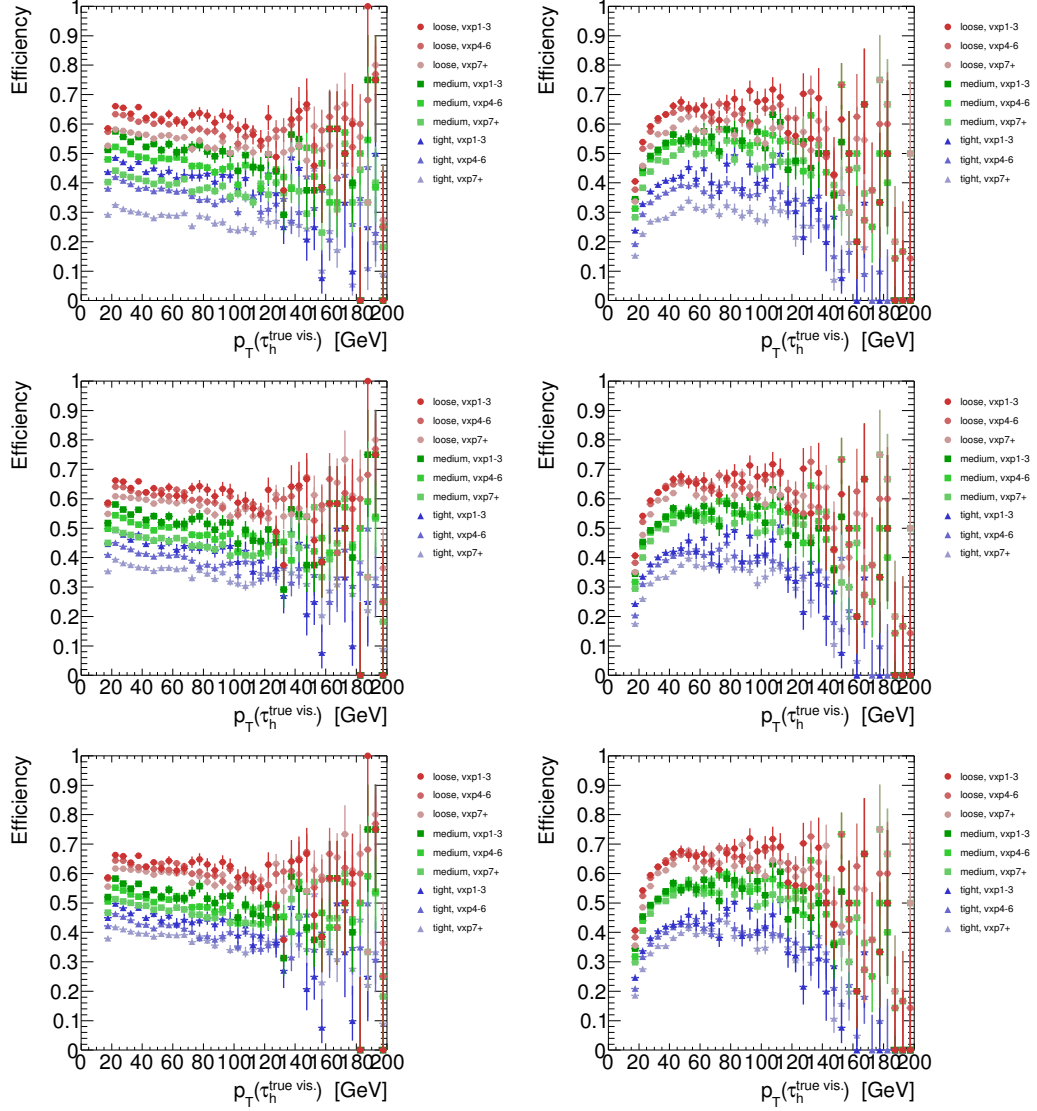 Efficiency
1
0.9
0.8
0.7
0.6
0.5
0.4
0.3
0.2
0.1
0
0 20 40 60 80 100 120 140 160 180 200
p_T(τ_h^true vis.) [GeV]
loose, vxp1-3
loose, vxp4-6
loose, vxp7+
medium, vxp1-3
medium, vxp4-6
medium, vxp7+
tight, vxp1-3
tight, vxp4-6
tight, vxp7+
Efficiency
1
0.9
0.8
0.7
0.6
0.5
0.4
0.3
0.2
0.1
0
0 20 40 60 80 100 120 140 160 180 200
p_T(τ_h^true vis.) [GeV]
loose, vxp1-3
loose, vxp4-6
loose, vxp7+
medium, vxp1-3
medium, vxp4-6
medium, vxp7+
tight, vxp1-3
tight, vxp4-6
tight, vxp7+
Efficiency
1
0.9
0.8
0.7
0.6
0.5
0.4
0.3
0.2
0.1
0
0 20 40 60 80 100 120 140 160 180 200
p_T(τ_h^true vis.) [GeV]
loose, vxp1-3
loose, vxp4-6
loose, vxp7+
medium, vxp1-3
medium, vxp4-6
medium, vxp7+
tight, vxp1-3
tight, vxp4-6
tight, vxp7+
Efficiency
1
0.9
0.8
0.7
0.6
0.5
0.4
0.3
0.2
0.1
0
0 20 40 60 80 100 120 140 160 180 200
p_T(τ_h^true vis.) [GeV]
loose, vxp1-3
loose, vxp4-6
loose, vxp7+
medium, vxp1-3
medium, vxp4-6
medium, vxp7+
tight, vxp1-3
tight, vxp4-6
tight, vxp7+
Efficiency
1
0.9
0.8
0.7
0.6
0.5
0.4
0.3
0.2
0.1
0
0 20 40 60 80 100 120 140 160 180 200
p_T(τ_h^true vis.) [GeV]
loose, vxp1-3
loose, vxp4-6
loose, vxp7+
medium, vxp1-3
medium, vxp4-6
medium, vxp7+
tight, vxp1-3
tight, vxp4-6
tight, vxp7+
Efficiency
1
0.9
0.8
0.7
0.6
0.5
0.4
0.3
0.2
0.1
0
0 20 40 60 80 100 120 140 160 180 200
p_T(τ_h^true vis.) [GeV]
loose, vxp1-3
loose, vxp4-6
loose, vxp7+
medium, vxp1-3
medium, vxp4-6
medium, vxp7+
tight, vxp1-3
tight, vxp4-6
tight, vxp7+